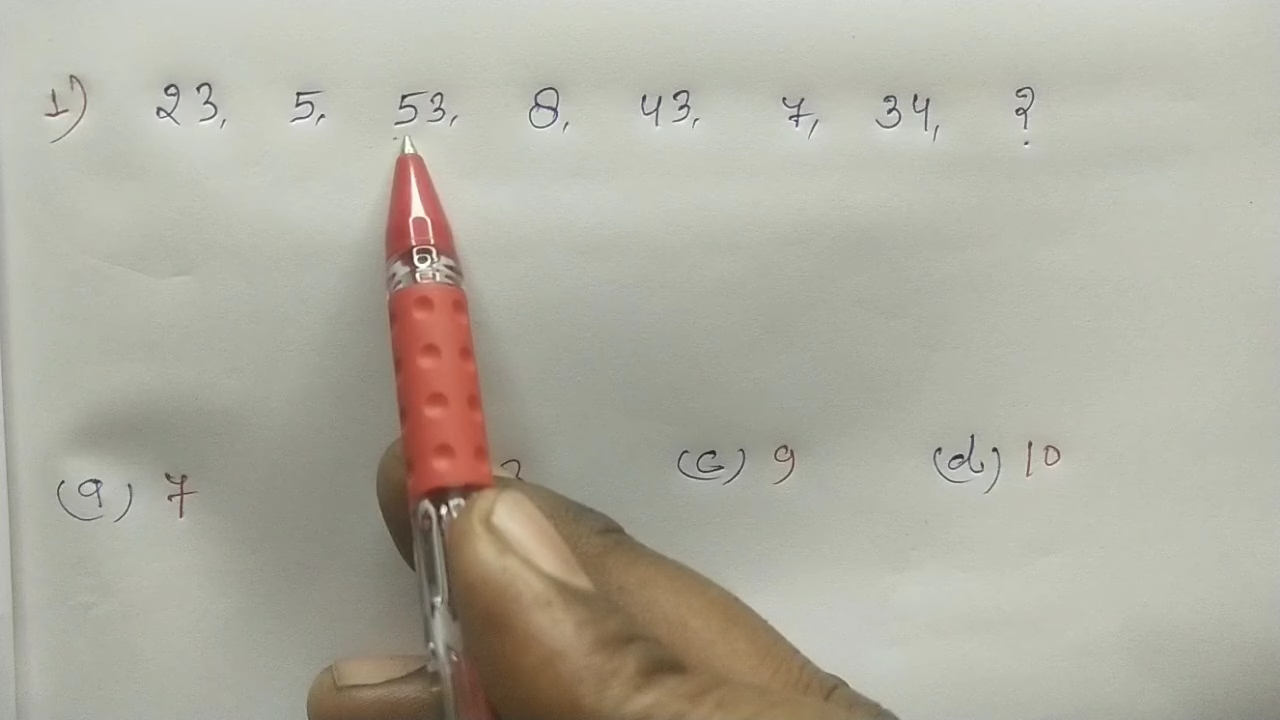 1) 23, 5, 53, 8, 43, 7, 34, ?
(a) 7 (c) 9 (d) 10